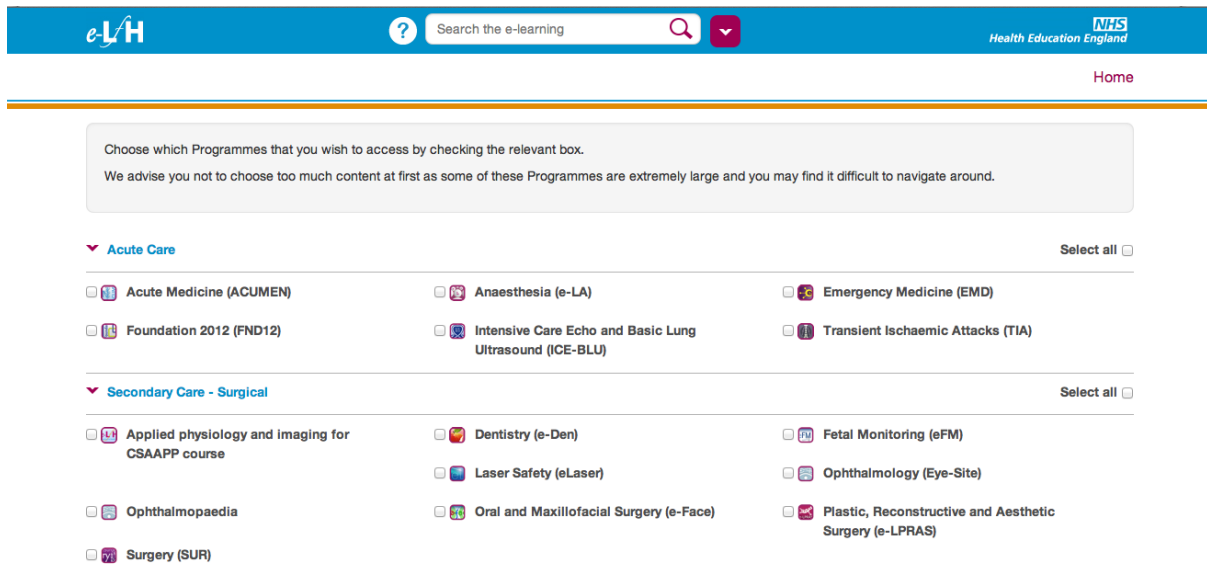 e-LfH
?
Search the e-learning
NHS
Health Education England
Home
Choose which Programmes that you wish to access by checking the relevant box.
We advise you not to choose too much content at first as some of these Programmes are extremely large and you may find it difficult to navigate around.
Acute Care
Select all
Acute Medicine (ACUMEN)
Anaesthesia (e-LA)
Emergency Medicine (EMD)
Foundation 2012 (FND12)
Intensive Care Echo and Basic Lung
Ultrasound (ICE-BLU)
Transient Ischaemic Attacks (TIA)
Secondary Care - Surgical
Select all
Applied physiology and imaging for
CSAAPP course
Dentistry (e-Den)
Fetal Monitoring (eFM)
Laser Safety (eLaser)
Ophthalmology (Eye-Site)
Ophthalmopaedia
Oral and Maxillofacial Surgery (e-Face)
Plastic, Reconstructive and Aesthetic
Surgery (e-LPRAS)
Surgery (SUR)